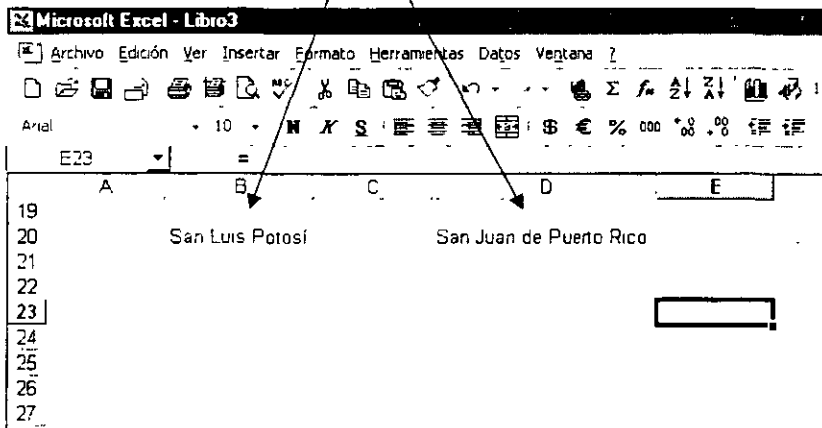 Microsoft Excel - Libro3
Archivo Edición Ver Insertar Formato Herramientas Datos Ventana ?
Arial 10 N K S $ € % 000
E23 =
A B C D E
19
20 San Luis Potosí San Juan de Puerto Rico
21
22
23
24
25
26
27